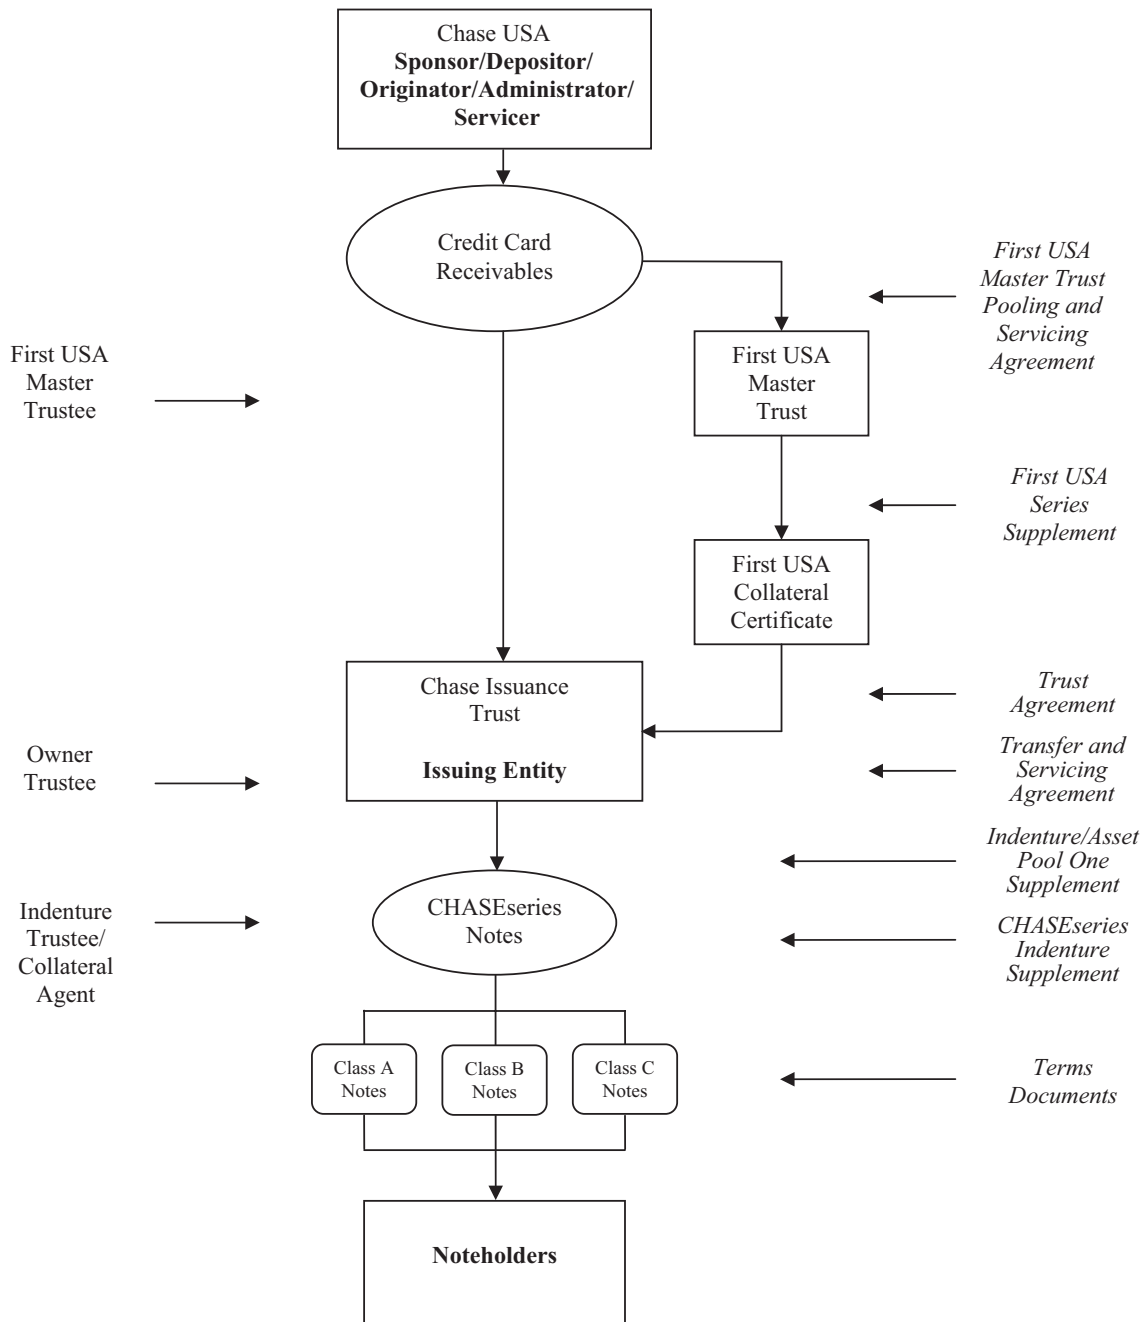 Chase USA
Sponsor/Depositor/
Originator/Administrator/
Servicer
Credit Card
Receivables
First USA
Master Trust
Pooling and
Servicing
Agreement
First USA
Master
Trustee
First USA
Master
Trust
First USA
Series
Supplement
First USA
Collateral
Certificate
Chase Issuance
Trust
Issuing Entity
Trust
Agreement
Owner
Trustee
Transfer and
Servicing
Agreement
Indenture/Asset
Pool One
Supplement
Indenture
Trustee/
Collateral
Agent
CHASEseries
Notes
CHASEseries
Indenture
Supplement
Class A
Notes
Class B
Notes
Class C
Notes
Terms
Documents
Noteholders